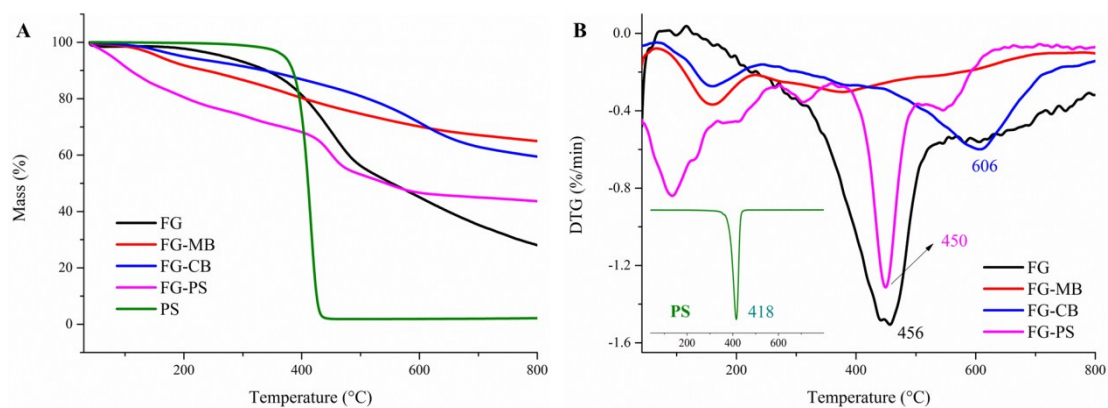 A
Mass (%)
100
80
60
40
20
0
FG
FG-MB
FG-CB
FG-PS
PS
200
400
600
800
Temperature (°C)
B
DTG (%/min)
0.0
-0.4
-0.8
-1.2
-1.6
606
450
456
PS
418
200 400 600
FG
FG-MB
FG-CB
FG-PS
200
400
600
800
Temperature (°C)